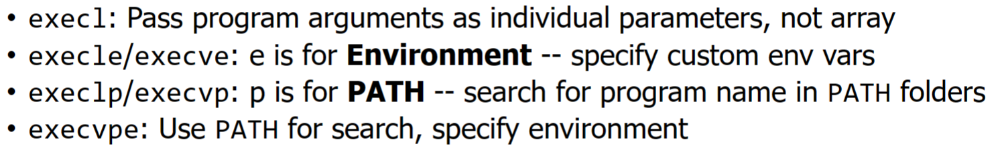 • execl: Pass program arguments as individual parameters, not array
• execle/execve: e is for Environment -- specify custom env vars
• execlp/execvp: p is for PATH -- search for program name in PATH folders
• execvpe: Use PATH for search, specify environment